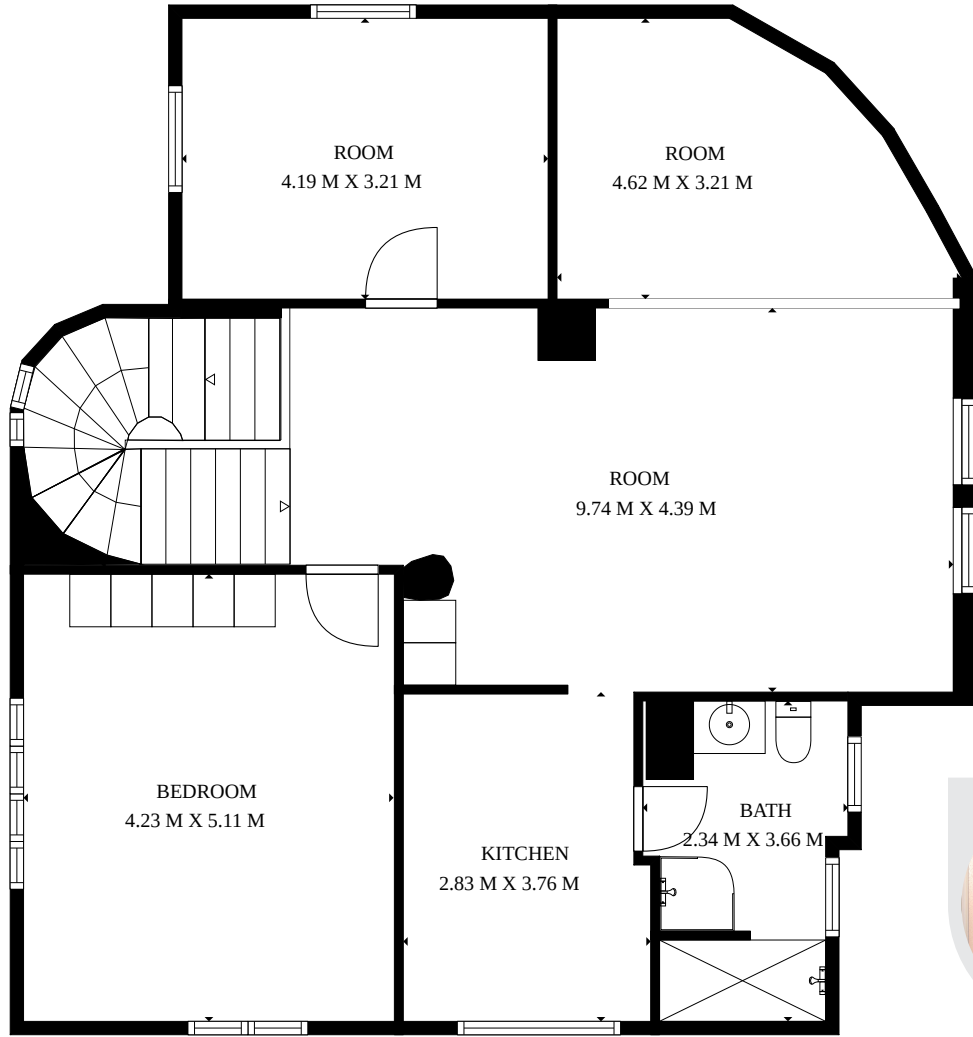 ROOM
4.19 M X 3.21 M
ROOM
4.62 M X 3.21 M
ROOM
9.74 M X 4.39 M
BEDROOM
4.23 M X 5.11 M
KITCHEN
2.83 M X 3.76 M
BATH
2.34 M X 3.66 M